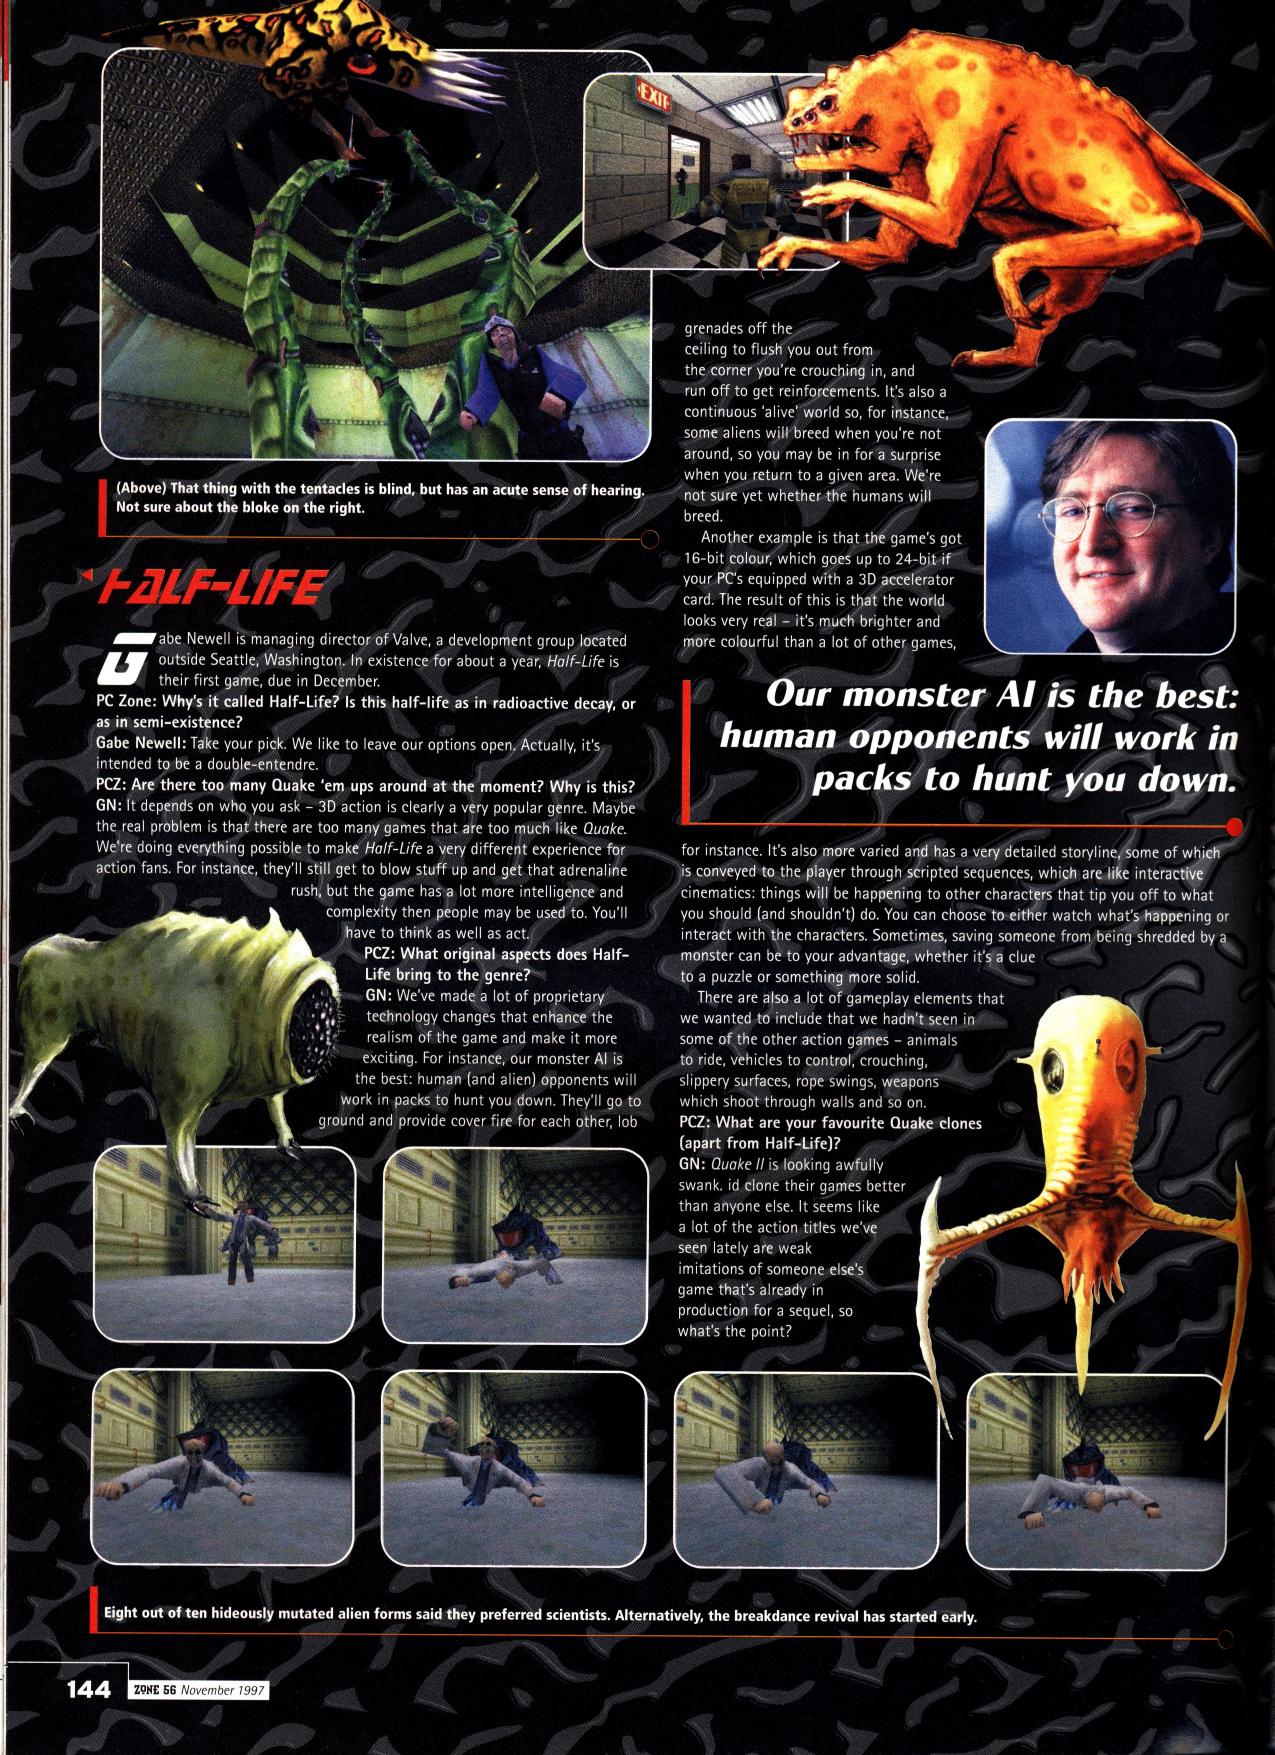 EXIT
(Above) That thing with the tentacles is blind, but has an acute sense of hearing.
Not sure about the bloke on the right.
HALF-LIFE
Gabe Newell is managing director of Valve, a development group located
outside Seattle, Washington. In existence for about a year, Half-Life is
their first game, due in December.
PC Zone: Why's it called Half-Life? Is this half-life as in radioactive decay, or
as in semi-existence?
Gabe Newell: Take your pick. We like to leave our options open. Actually, it's
intended to be a double-entendre.
PCZ: Are there too many Quake 'em ups around at the moment? Why is this?
GN: It depends on who you ask – 3D action is clearly a very popular genre. Maybe
the real problem is that there are too many games that are too much like Quake.
We're doing everything possible to make Half-Life a very different experience for
action fans. For instance, they'll still get to blow stuff up and get that adrenaline
rush, but the game has a lot more intelligence and
complexity then people may be used to. You'll
have to think as well as act.
PCZ: What original aspects does Half-
Life bring to the genre?
GN: We've made a lot of proprietary
technology changes that enhance the
realism of the game and make it more
exciting. For instance, our monster AI is
the best: human (and alien) opponents will
work in packs to hunt you down. They'll go to
ground and provide cover fire for each other, lob
grenades off the
ceiling to flush you out from
the corner you're crouching in, and
run off to get reinforcements. It's also a
continuous 'alive' world so, for instance,
some aliens will breed when you're not
around, so you may be in for a surprise
when you return to a given area. We're
not sure yet whether the humans will
breed.
Another example is that the game's got
16-bit colour, which goes up to 24-bit if
your PC's equipped with a 3D accelerator
card. The result of this is that the world
looks very real – it's much brighter and
more colourful than a lot of other games,
Our monster AI is the best:
human opponents will work in
packs to hunt you down.
for instance. It's also more varied and has a very detailed storyline, some of which
is conveyed to the player through scripted sequences, which are like interactive
cinematics: things will be happening to other characters that tip you off to what
you should (and shouldn't) do. You can choose to either watch what's happening or
interact with the characters. Sometimes, saving someone from being shredded by a
monster can be to your advantage, whether it's a clue
to a puzzle or something more solid.
There are also a lot of gameplay elements that
we wanted to include that we hadn't seen in
some of the other action games – animals
to ride, vehicles to control, crouching,
slippery surfaces, rope swings, weapons
which shoot through walls and so on.
PCZ: What are your favourite Quake clones
(apart from Half-Life)?
GN: Quake II is looking awfully
swank. id clone their games better
than anyone else. It seems like
a lot of the action titles we've
seen lately are weak
imitations of someone else's
game that's already in
production for a sequel, so
what's the point?
Eight out of ten hideously mutated alien forms said they preferred scientists. Alternatively, the breakdance revival has started early.
144 ZONE 56 November 1997